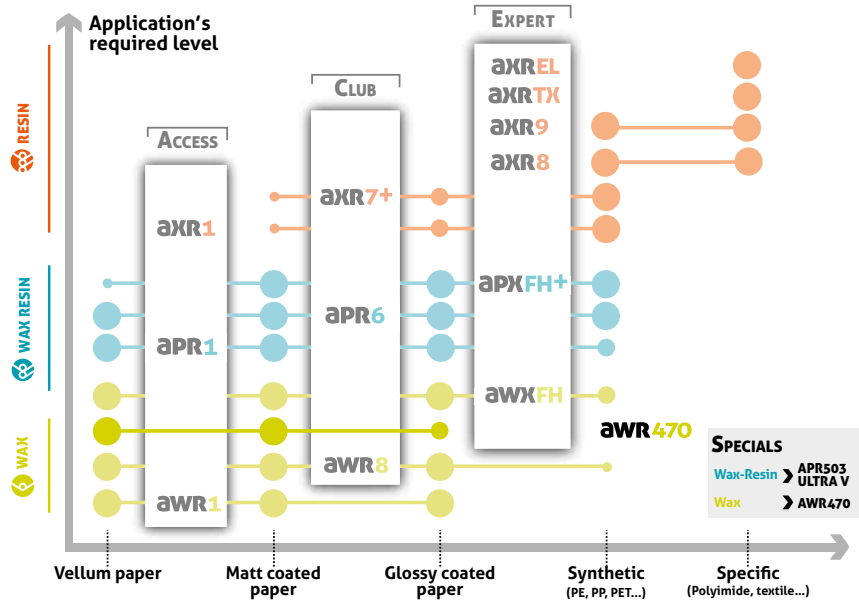 Application's
required level
EXPERT
CLUB
ACCESS
RESIN
WAX RESIN
WAX
aXREL
aXRTX
aXR9
aXR8
aXR7+
aXR1
aPXFH+
aPR6
aPR1
aWXFH
aWR470
aWR8
aWR1
SPECIALS
Wax-Resin APR503
ULTRA V
Wax AWR470
Vellum paper
Matt coated
paper
Glossy coated
paper
Synthetic
(PE, PP, PET...)
Specific
(Polyimide, textile...)